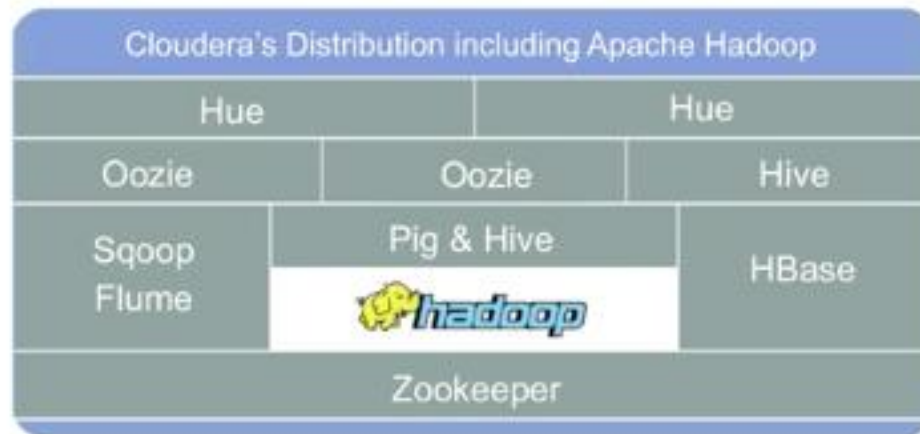 Cloudera's Distribution including Apache Hadoop
Hue Hue
Oozie Oozie Hive
Sqoop
Flume
Pig & Hive
hadoop
HBase
Zookeeper